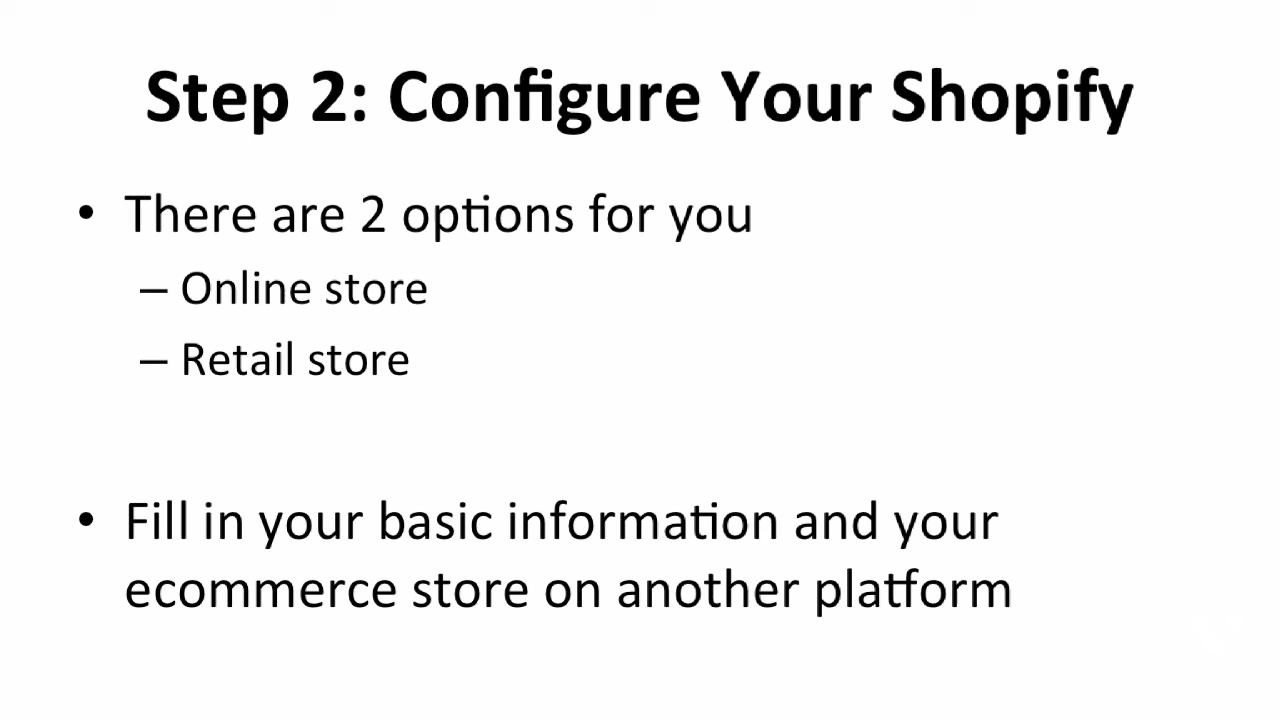 Step 2: Configure Your Shopify
• There are 2 options for you
– Online store
– Retail store
• Fill in your basic information and your
ecommerce store on another platform